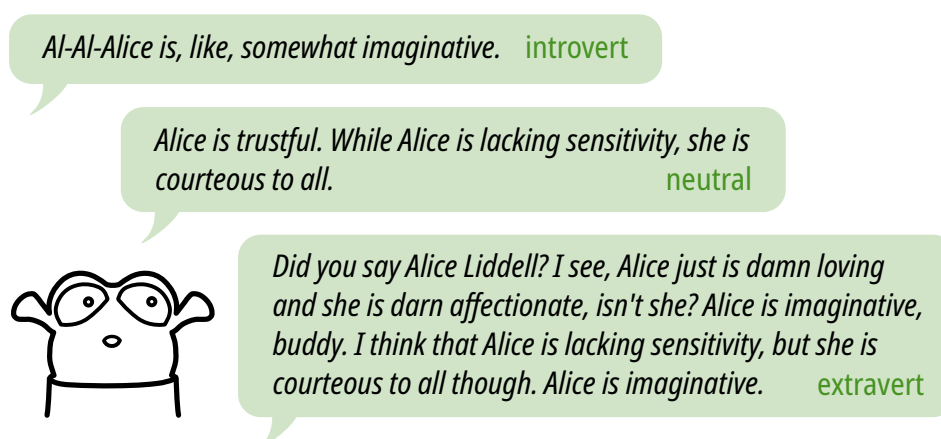 Al-Al-Alice is, like, somewhat imaginative. introvert
Alice is trustful. While Alice is lacking sensitivity, she is
courteous to all. neutral
Did you say Alice Liddell? I see, Alice just is damn loving
and she is darn affectionate, isn't she? Alice is imaginative,
buddy. I think that Alice is lacking sensitivity, but she is
courteous to all though. Alice is imaginative. extravert